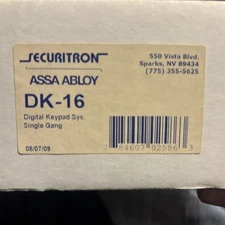 SECURITRON
ASSA ABLOY
DK-16
Digital Keypad Sys.
Single Gang
09/07/09
550 Vista Blvd.
Sparks, NV 89434
(775) 355-5625